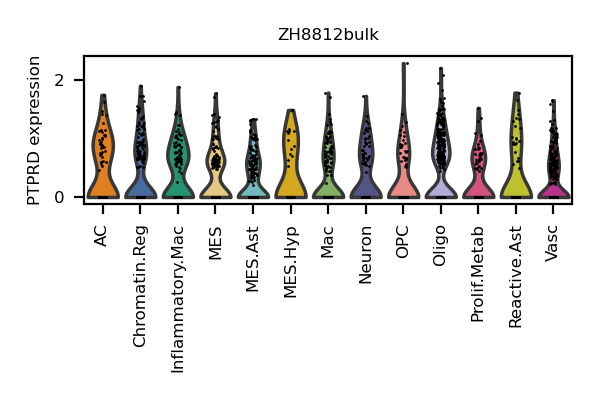 ZH8812bulk
PTPRD expression
2
0
AC
Chromatin.Reg
Inflammatory.Mac
MES
MES.Ast
MES.Hyp
Mac
Neuron
OPC
Oligo
Prolif.Metab
Reactive.Ast
Vasc